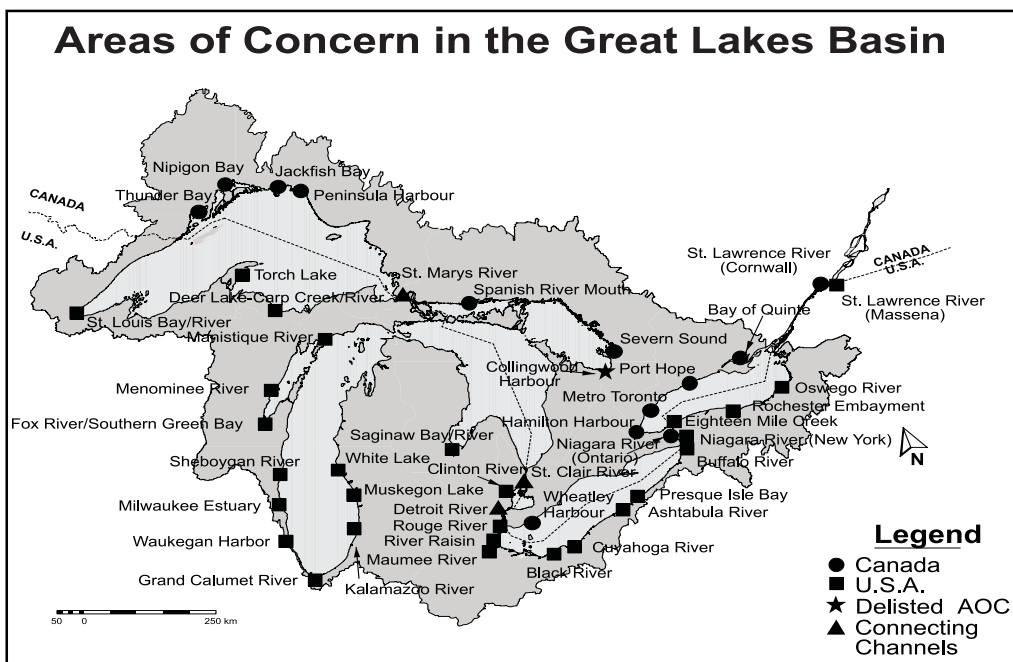 Areas of Concern in the Great Lakes Basin
Nipigon Bay
Jackfish Bay
Thunder Bay
Peninsula Harbour
CANADA
U.S.A.
Torch Lake
St. Marys River
Deer Lake-Carp Creek/River
Spanish River Mouth
St. Louis Bay/River
Manistique River
St. Lawrence River
(Cornwall)
CANADA
U.S.A.
St. Lawrence River
(Massena)
Bay of Quinte
Severn Sound
Collingwood
Harbour
Port Hope
Menominee River
Metro Toronto
Oswego River
Rochester Embayment
Fox River/Southern Green Bay
Hamilton Harbour
Eighteen Mile Creek
Saginaw Bay/River
Niagara River
(Ontario)
Niagara River (New York)
Buffalo River
Sheboygan River
White Lake
Clinton River
St. Clair River
Muskegon Lake
Wheatley
Harbour
Presque Isle Bay
Milwaukee Estuary
Detroit River
Ashtabula River
Rouge River
Waukegan Harbor
River Raisin
Cuyahoga River
Maumee River
Black River
Grand Calumet River
Kalamazoo River
N
50 0 250 km
Legend
Canada
U.S.A.
Delisted AOC
Connecting
Channels